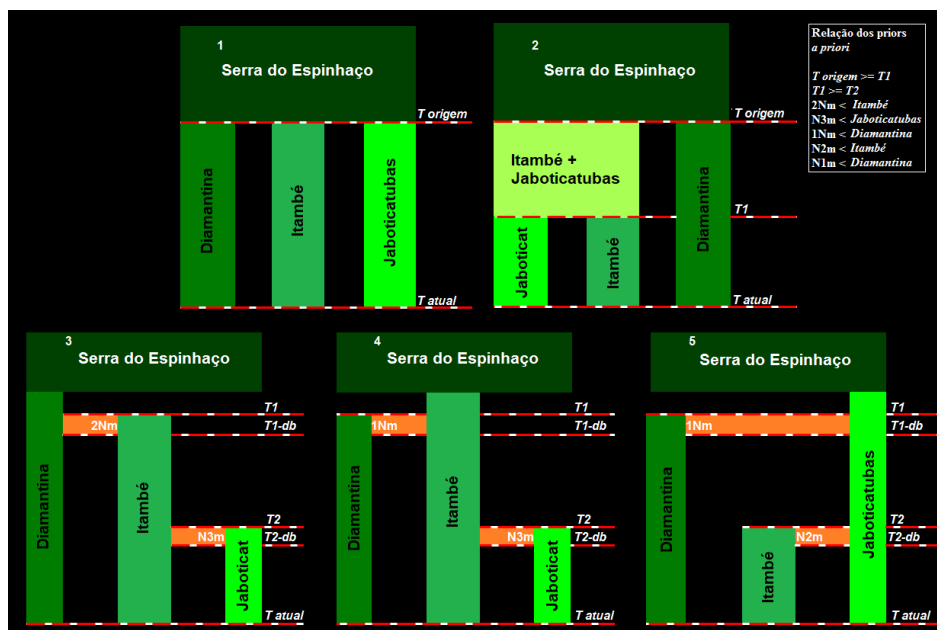 1
Serra do Espinhaço
T origem
Diamantina
Itambé
Jaboticatubas
T atual
2
Serra do Espinhaço
T origem
Itambé +
Jaboticatubas
Diamantina
T1
Jaboticat
Itambé
T atual
Relação dos priors
a priori
T origem >= T1
T1 >= T2
2Nm < Itambé
N3m < Jaboticatubas
1Nm < Diamantina
N2m < Itambé
N1m < Diamantina
3
Serra do Espinhaço
T1
2Nm
T1-db
Diamantina
Itambé
T2
N3m
T2-db
Jaboticat
T atual
4
Serra do Espinhaço
T1
1Nm
T1-db
Diamantina
Itambé
T2
N3m
T2-db
Jaboticat
T atual
5
Serra do Espinhaço
T1
1Nm
T1-db
Diamantina
Jaboticatubas
T2
N2m
T2-db
Itambé
T atual